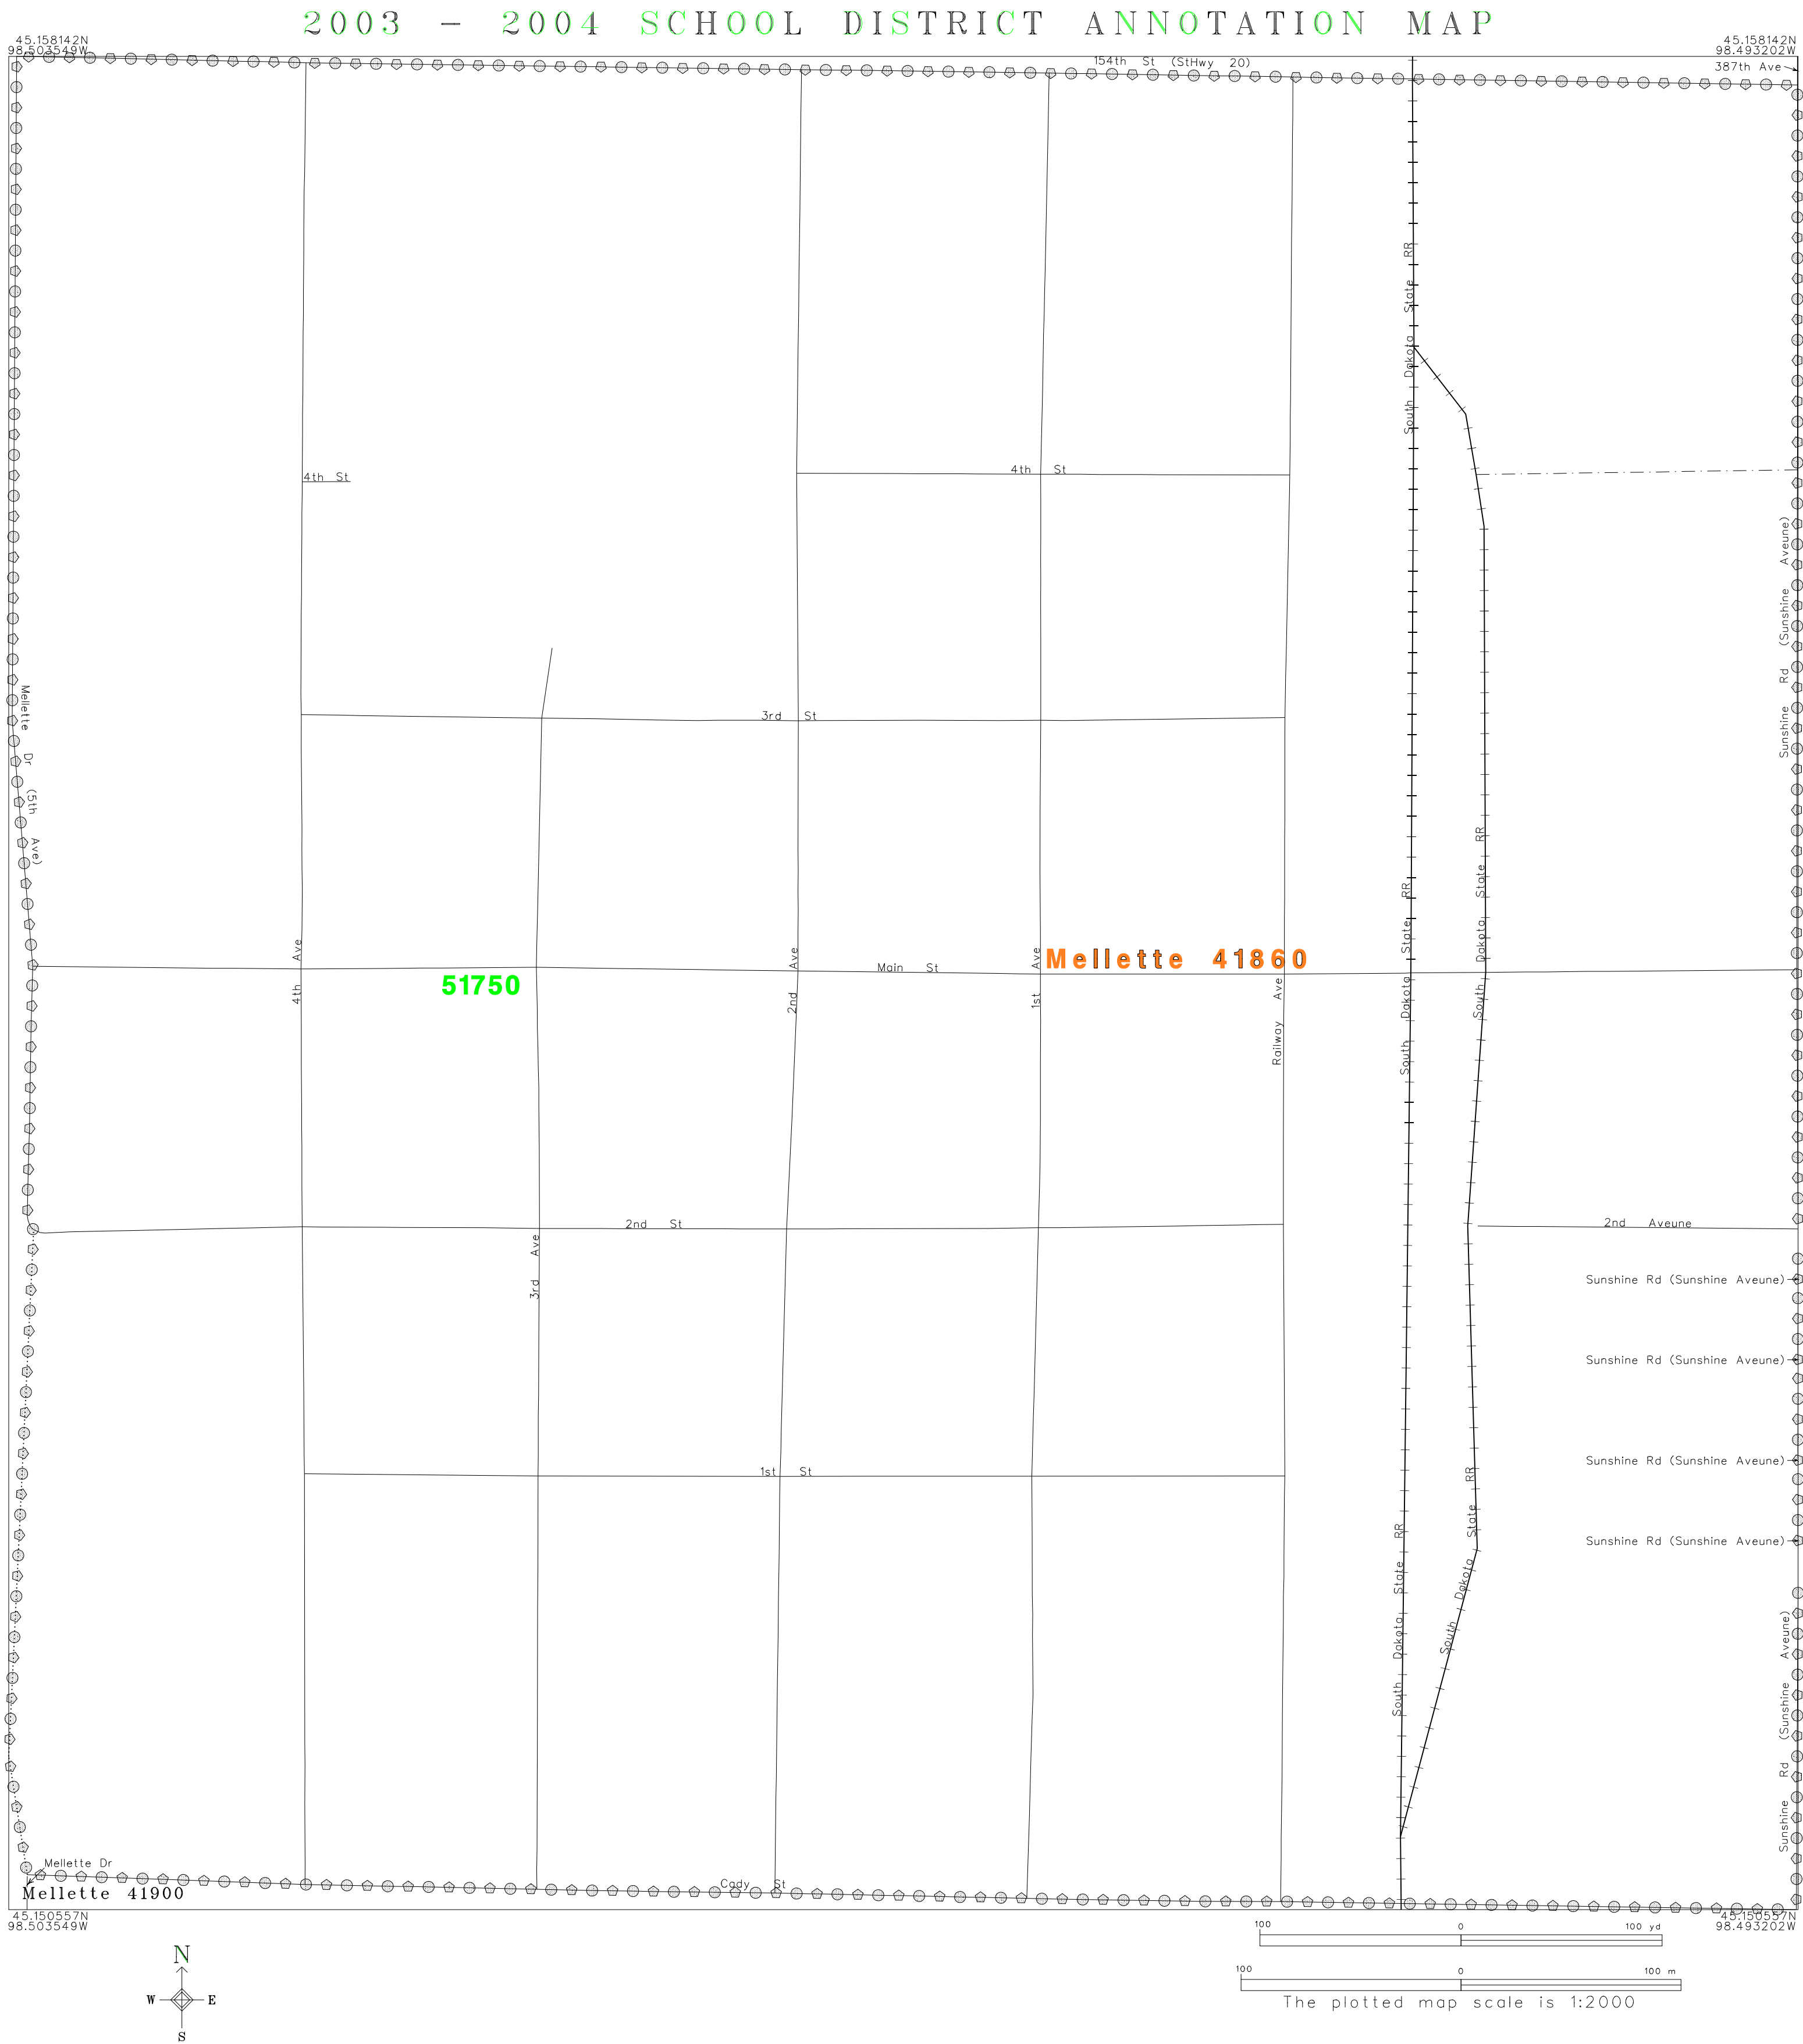 2003 - 2004 SCHOOL DISTRICT ANNOTATION MAP
45.158142N
98.503549W
45.158142N
98.493202W
387th Ave
154th St (StHwy 20)
South Dakota State RR
4th St
4th St
Sunshine Rd (Sunshine Aveune)
Mellette Dr (5th Ave)
3rd St
South Dakota State RR
South Dakota State RR
4th Ave
2nd Ave
1st Ave
Railway Ave
Main St
Mellette 41860
51750
2nd St
2nd Aveune
3rd Ave
Sunshine Rd (Sunshine Aveune)
Sunshine Rd (Sunshine Aveune)
Sunshine Rd (Sunshine Aveune)
Sunshine Rd (Sunshine Aveune)
1st St
South Dakota State RR
South Dakota State RR
Sunshine Rd (Sunshine Aveune)
Mellette Dr
Mellette 41900
Cady St
45.150557N
98.503549W
45.150557N
98.493202W
100 0 100 yd
100 0 100 m
The plotted map scale is 1:2000
N
W E
S